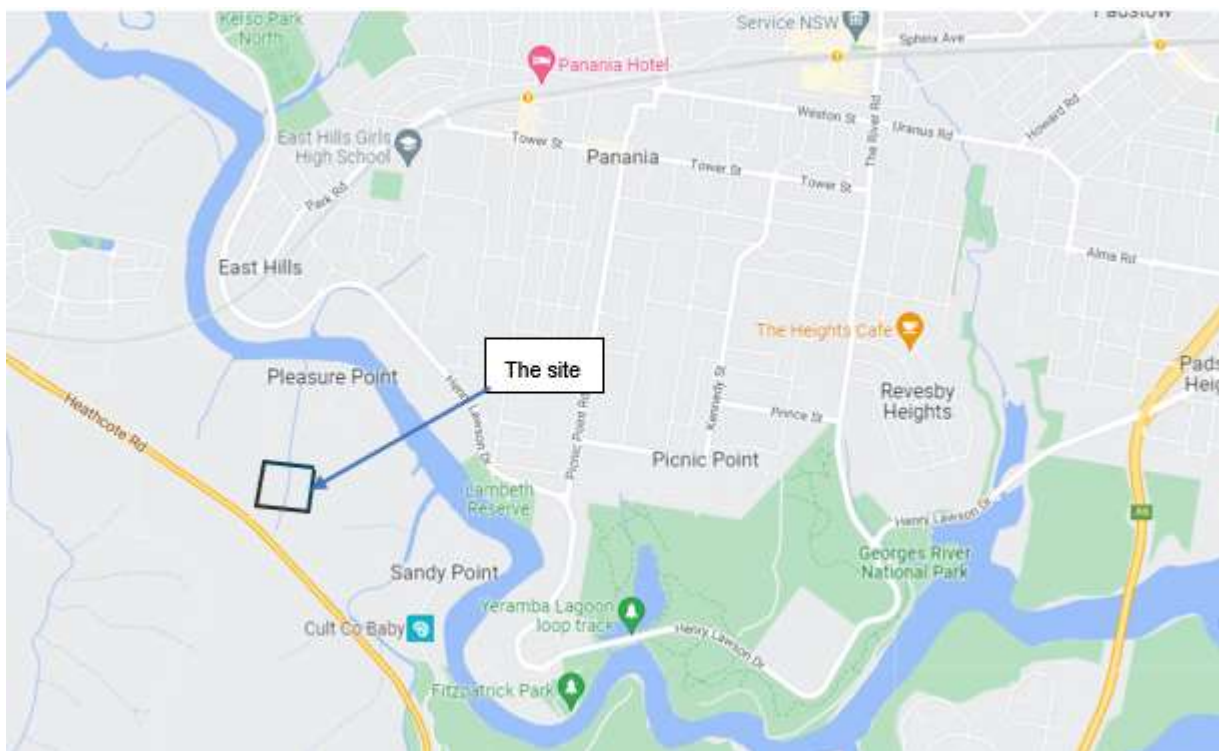 Kelso Park
North
Service NSW
Padstow
Sphinx Ave
Panania Hotel
Weston St
Uranus Rd
Howard Rd
The River Rd
East Hills Girls
High School
Tower St
Panania
Tower St
Tower St
Park Rd
Alma Rd
East Hills
The Heights Cafe
The site
Pleasure Point
Henry Lawson Dr
Picnic Point Rd
Kennedy St
Prince St
Revesby
Heights
Pads
Heig
Heathcote Rd
Picnic Point
Lambeth
Reserve
Henry Lawson Dr
A6
Georges River
National Park
Sandy Point
Yeramba Lagoon
loop track
Cult Co Baby
Henry Lawson Dr
Fitzpatrick Park